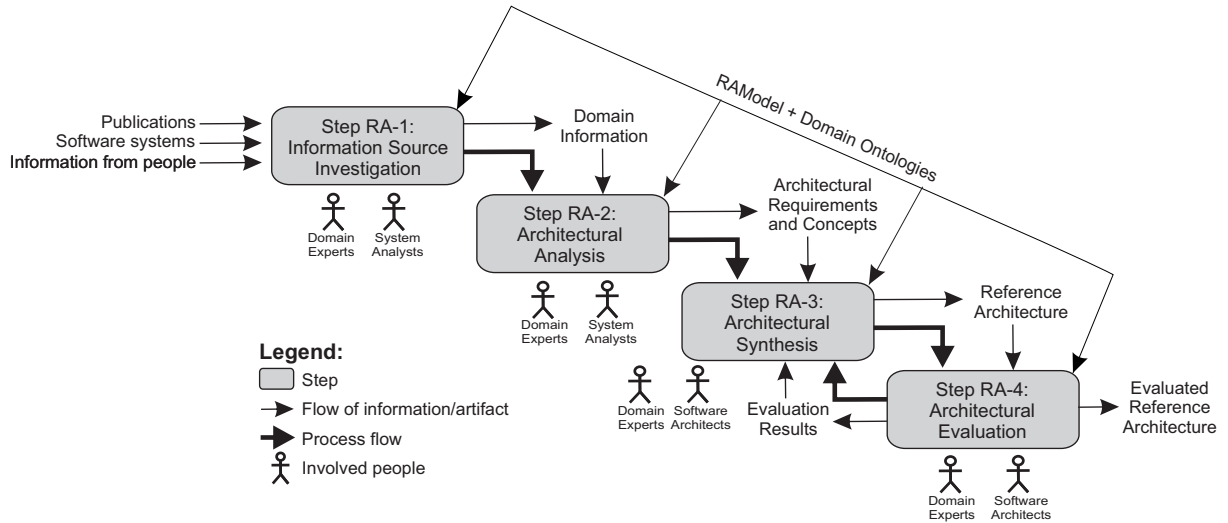 RAModel + Domain Ontologies
Publications
Software systems
Information from people
Step RA-1:
Information Source
Investigation
Domain
Information
Domain
Experts
System
Analysts
Step RA-2:
Architectural
Analysis
Architectural
Requirements
and Concepts
Domain
Experts
System
Analysts
Step RA-3:
Architectural
Synthesis
Reference
Architecture
Domain
Experts
Software
Architects
Evaluation
Results
Step RA-4:
Architectural
Evaluation
Evaluated
Reference
Architecture
Domain
Experts
Software
Architects
Legend:
Step
Flow of information/artifact
Process flow
Involved people